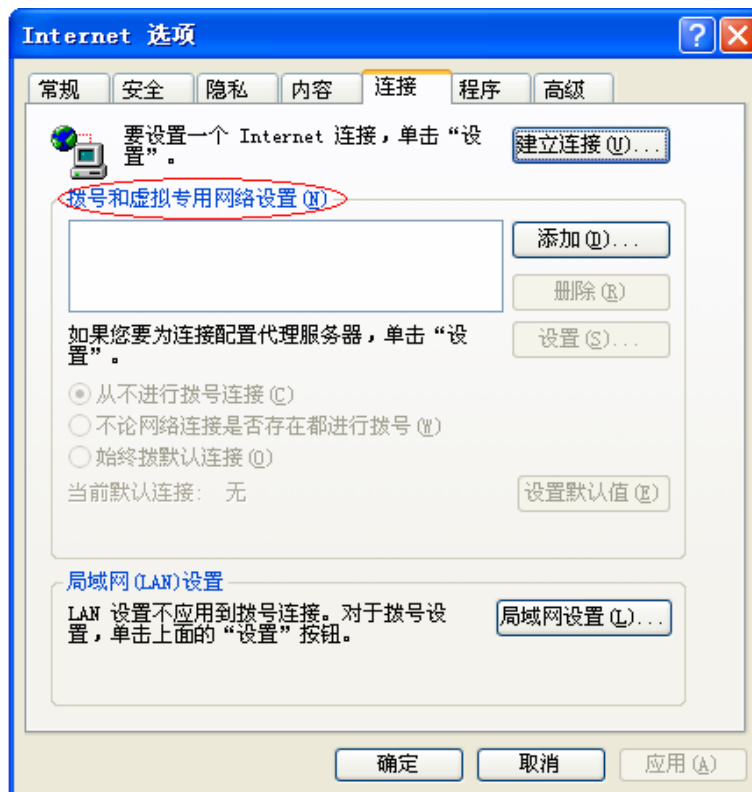 Internet 选项
常规 安全 隐私 内容 连接 程序 高级
要设置一个 Internet 连接，单击“设
置”。
建立连接(U)...
拨号和虚拟专用网络设置(N)
添加(D)...
删除(R)
如果您要为连接配置代理服务器，单击“设
置”。
设置(S)...
从不进行拨号连接(C)
不论网络连接是否存在都进行拨号(W)
始终拨默认连接(O)
当前默认连接： 无
设置默认值(E)
局域网(LAN)设置
LAN 设置不应用到拨号连接。对于拨号设
置，单击上面的“设置”按钮。
局域网设置(L)...
确定 取消 应用(A)